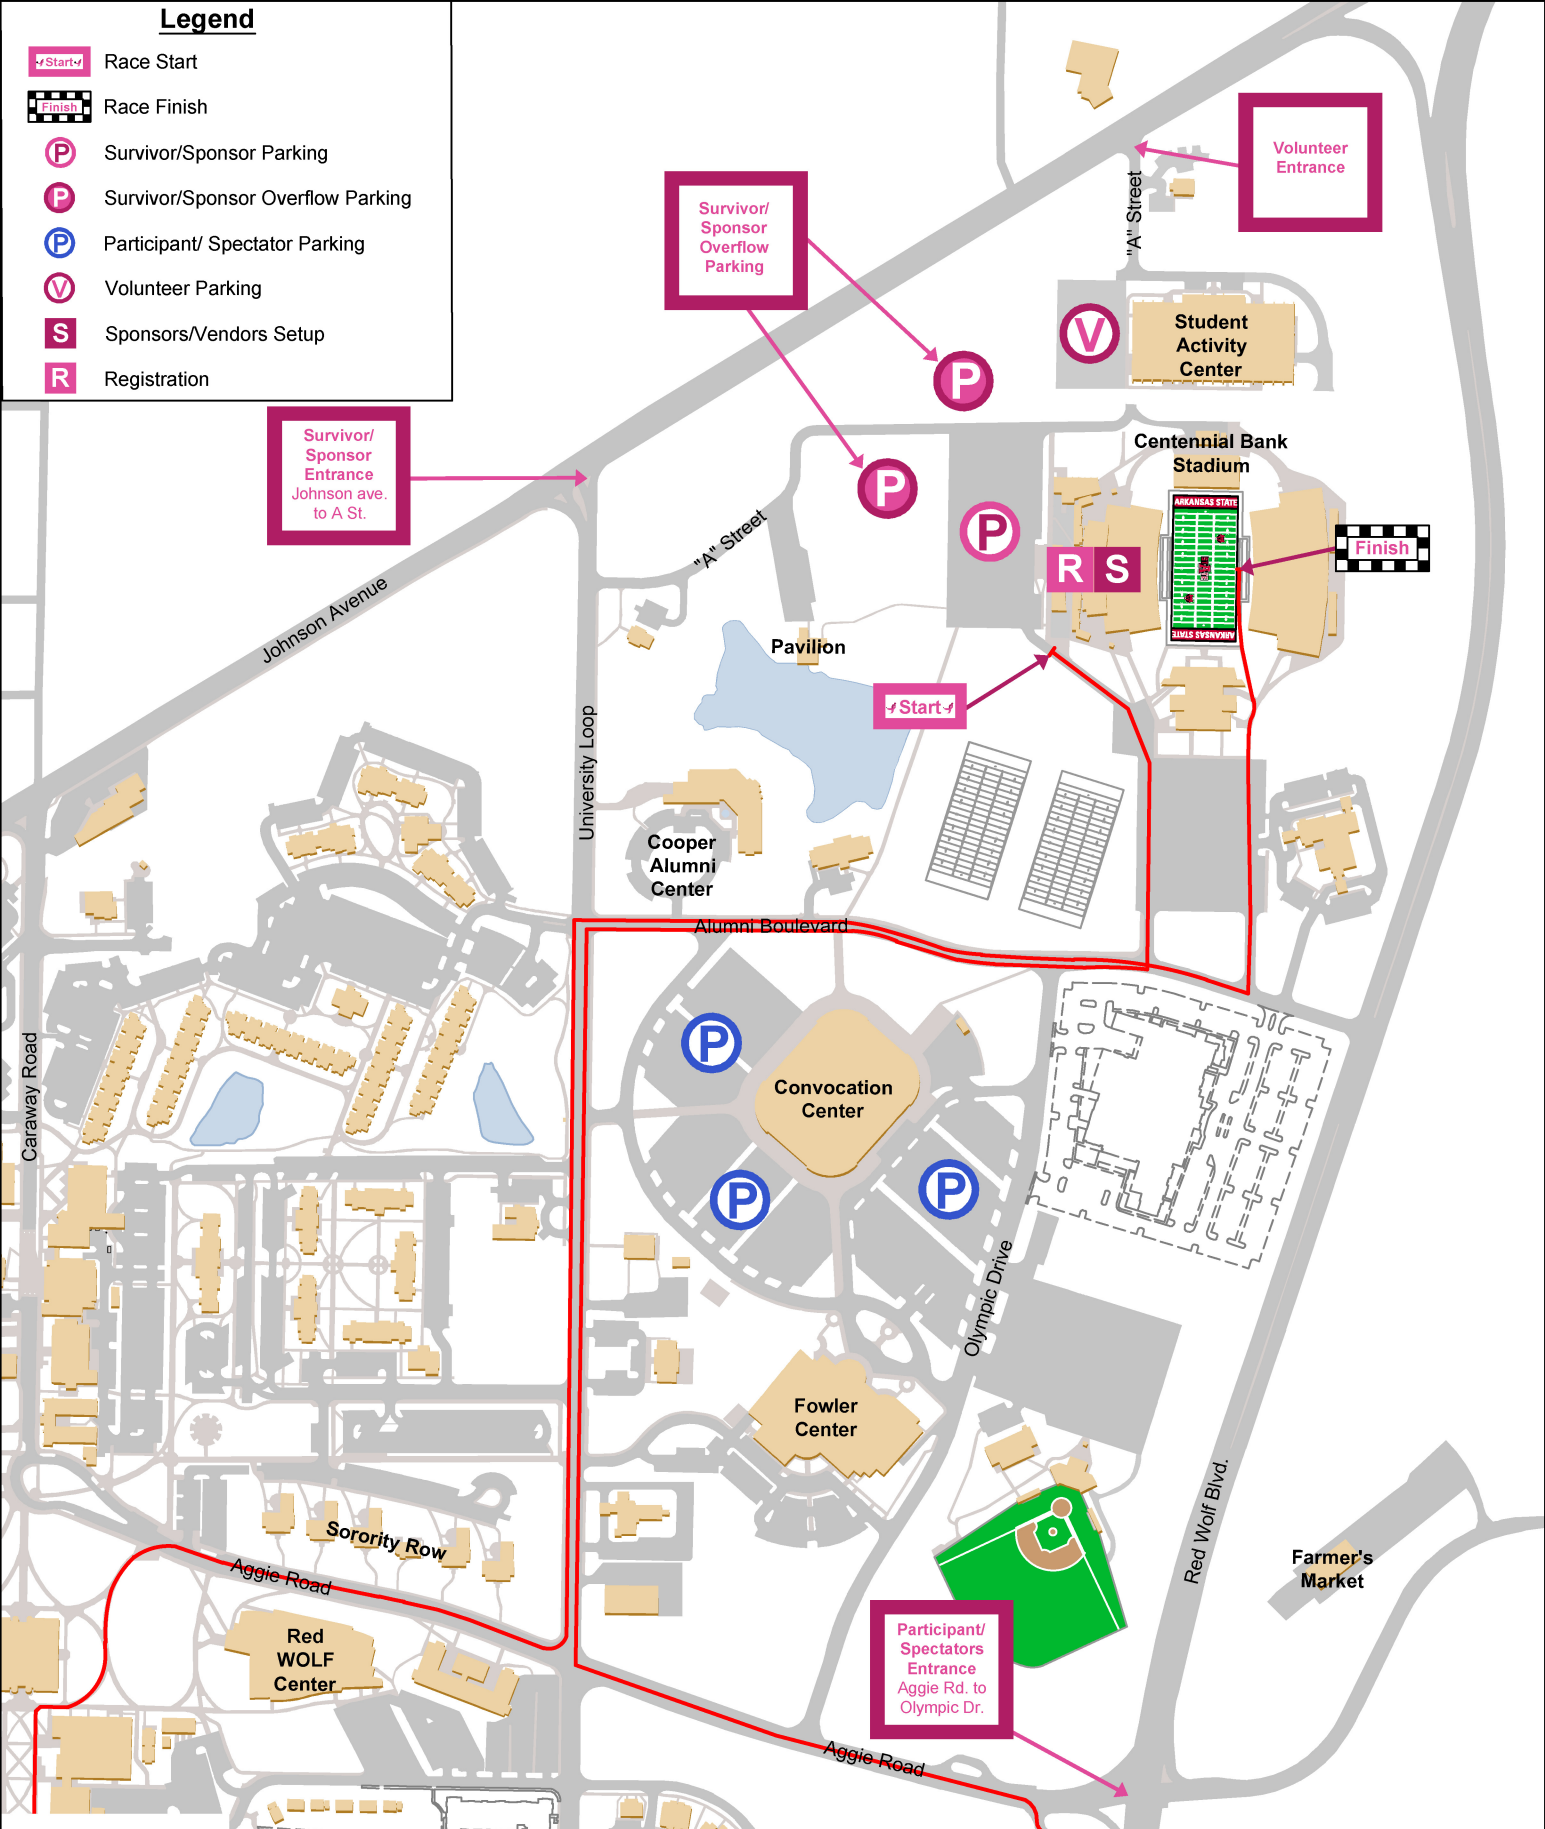 Legend
Start
Race Start
Finish
Race Finish
P
Survivor/Sponsor Parking
P
Survivor/Sponsor Overflow Parking
P
Participant/ Spectator Parking
V
Volunteer Parking
S
Sponsors/Vendors Setup
R
Registration
Volunteer
Entrance
"A" Street
Survivor/
Sponsor
Overflow
Parking
V
Student
Activity
Center
P
Survivor/
Sponsor
Entrance
Johnson ave.
to A St.
Centennial Bank
Stadium
P
P
"A" Street
ARKANSAS STATE
Finish
R
S
ARKANSAS STATE
Johnson Avenue
Pavilion
Start
University Loop
Cooper
Alumni
Center
Alumni Boulevard
Caraway Road
P
Convocation
Center
P
P
Olympic Drive
Fowler
Center
Red Wolf Blvd.
Sorority Row
Aggie Road
Farmer's
Market
Red
WOLF
Center
Participant/
Spectators
Entrance
Aggie Rd. to
Olympic Dr.
Aggie Road